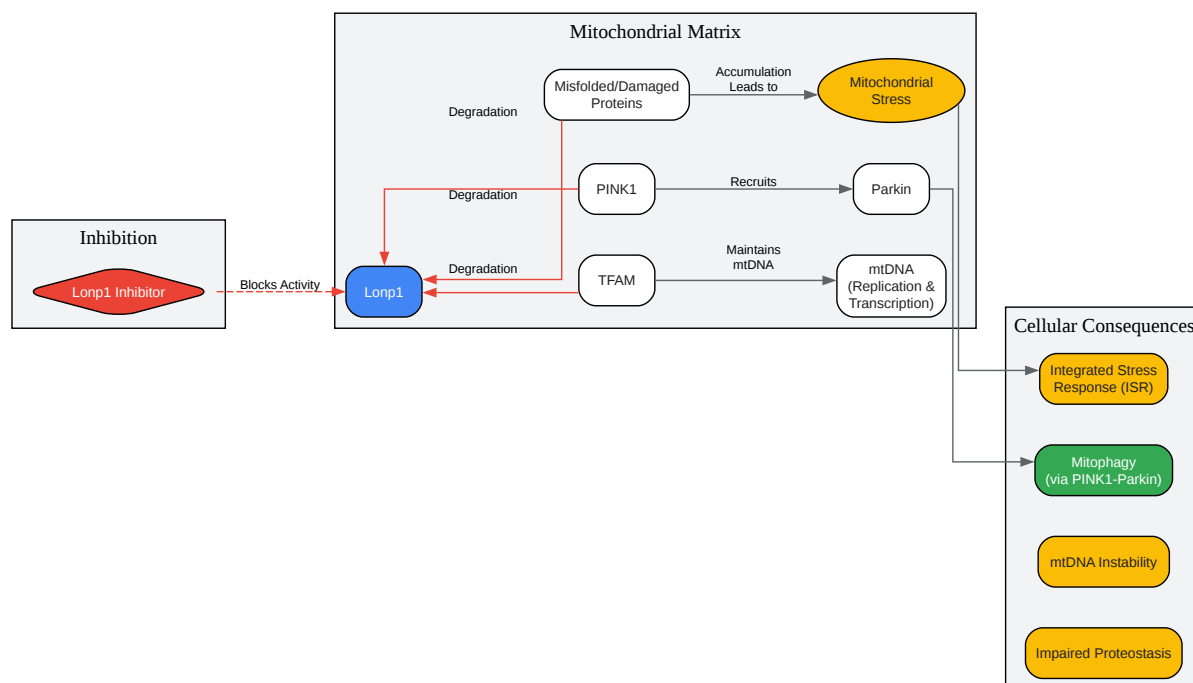 Mitochondrial Matrix
Misfolded/Damaged
Proteins
Accumulation
Leads to
Mitochondrial
Stress
Degradation
PINK1
Recruits
Parkin
Degradation
Inhibition
Lonp1 Inhibitor
Blocks Activity
Lonp1
Degradation
TFAM
Maintains
mtDNA
mtDNA
(Replication &
Transcription)
Cellular Consequences
Integrated Stress
Response (ISR)
Mitophagy
(via PINK1-Parkin)
mtDNA Instability
Impaired Proteostasis